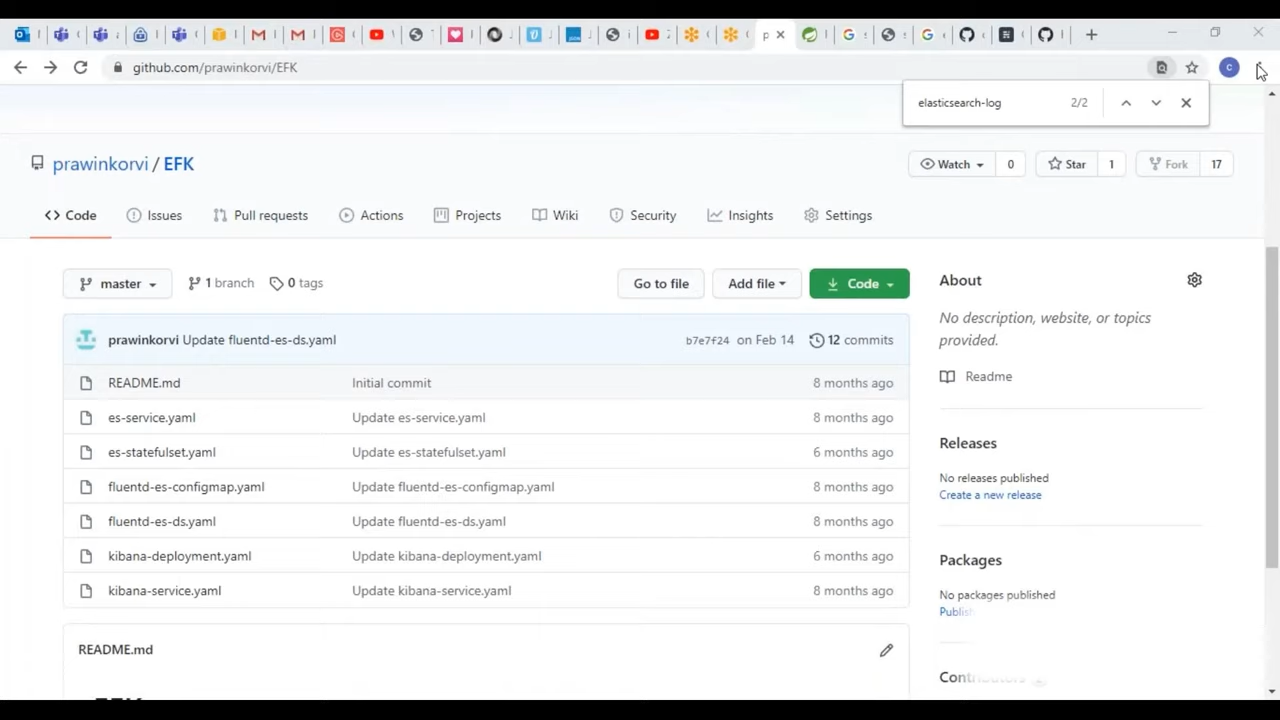 github.com/prawinkorvi/EFK
elasticsearch-log 2/2
prawinkorvi / EFK
Watch 0 Star 1 Fork 17
Code Issues Pull requests Actions Projects Wiki Security Insights Settings
master 1 branch 0 tags Go to file Add file Code
prawinkorvi Update fluentd-es-ds.yaml b7e7f24 on Feb 14 12 commits
README.md Initial commit 8 months ago
es-service.yaml Update es-service.yaml 8 months ago
es-statefulset.yaml Update es-statefulset.yaml 6 months ago
fluentd-es-configmap.yaml Update fluentd-es-configmap.yaml 8 months ago
fluentd-es-ds.yaml Update fluentd-es-ds.yaml 8 months ago
kibana-deployment.yaml Update kibana-deployment.yaml 6 months ago
kibana-service.yaml Update kibana-service.yaml 8 months ago
README.md
About
No description, website, or topics
provided.
Readme
Releases
No releases published
Create a new release
Packages
No packages published